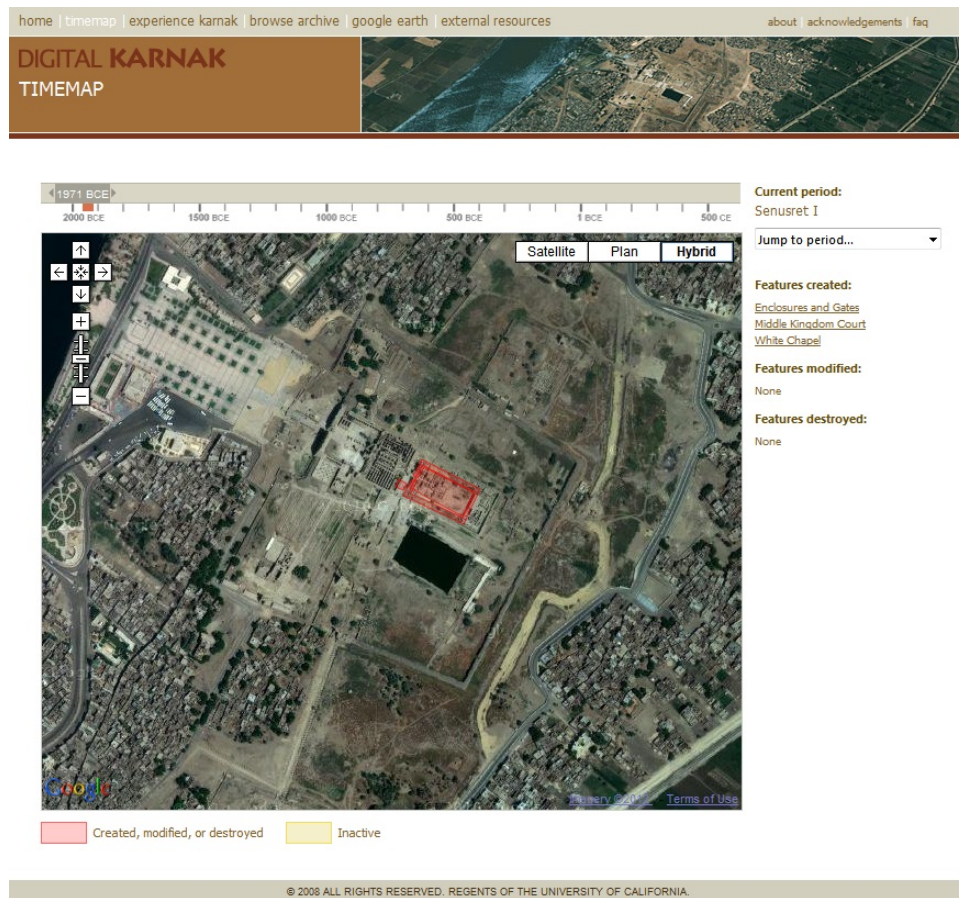 home | timemap | experience karnak | browse archive | google earth | external resources
about | acknowledgements | faq
DIGITAL KARNAK
TIMEMAP
1971 BCE
2000 BCE 1500 BCE 1000 BCE 500 BCE 1 BCE 500 CE
Current period:
Senusret I
Jump to period...
Features created:
Enclosures and Gates
Middle Kingdom Court
White Chapel
Features modified:
None
Features destroyed:
None
Satellite Plan Hybrid
Google
Imagery Terms of Use
Created, modified, or destroyed Inactive
© 2008 ALL RIGHTS RESERVED. REGENTS OF THE UNIVERSITY OF CALIFORNIA.